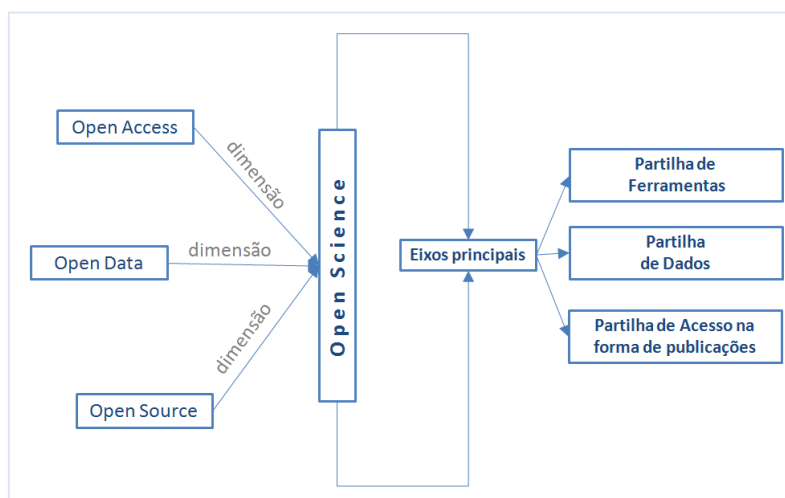 Open Access
dimensão
Open Data
dimensão
dimensão
Open Source
Open Science
Eixos principais
Partilha de
Ferramentas
Partilha
de Dados
Partilha de Acesso na
forma de publicações